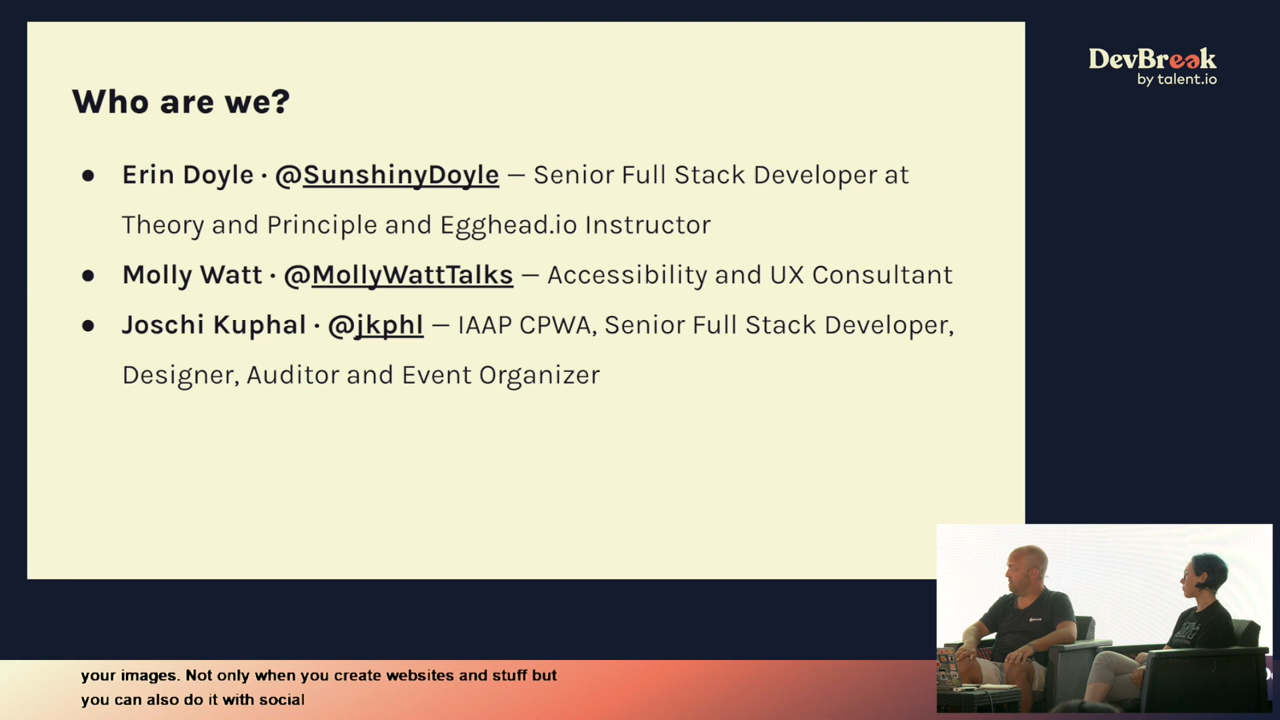 Who are we?
● Erin Doyle · @SunshinyDoyle — Senior Full Stack Developer at
Theory and Principle and Egghead.io Instructor
● Molly Watt · @MollyWattTalks — Accessibility and UX Consultant
● Joschi Kuphal · @jkphl — IAAP CPWA, Senior Full Stack Developer,
Designer, Auditor and Event Organizer
DevBreak
by talent.io
your images. Not only when you create websites and stuff but
you can also do it with social